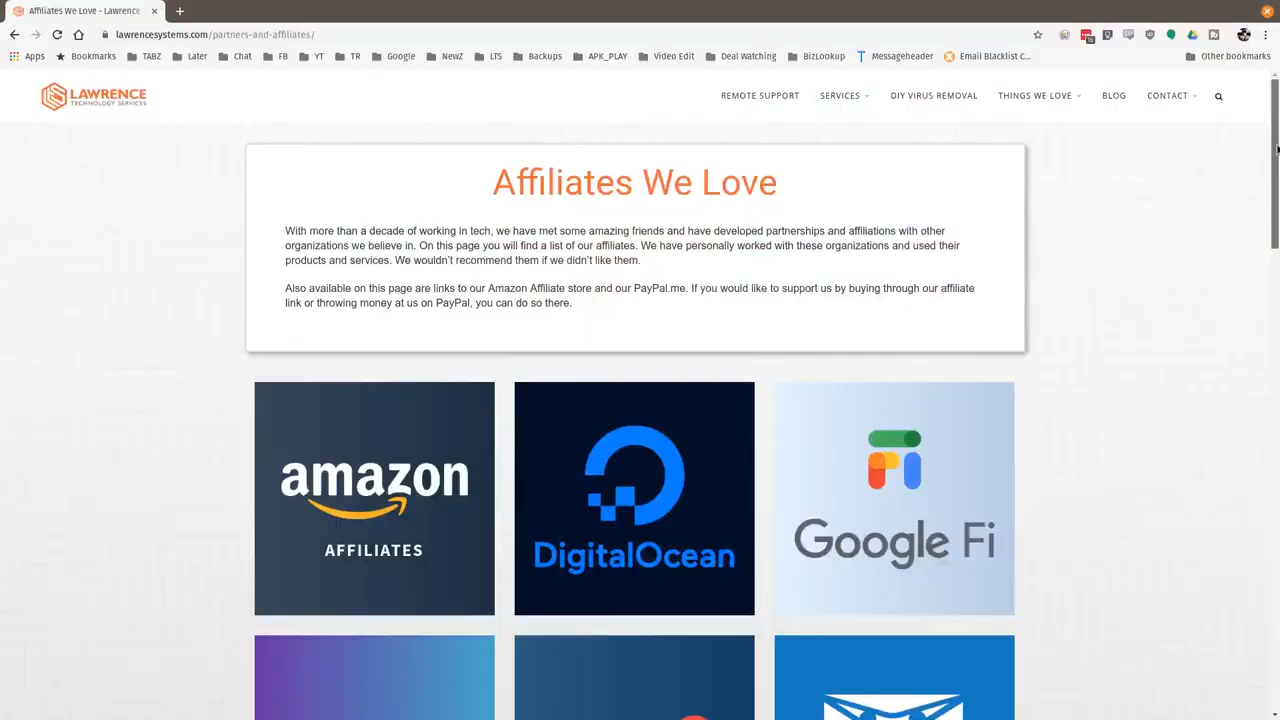 Affiliates We Love - Lawrence
lawrencesystems.com/partners-and-affiliates/
Apps Bookmarks TABZ Later Chat FB YT TR Google NewZ LTS Backups APK_PLAY Video Edit Deal Watching BizLookup Messageheader Email Blacklist C... Other bookmarks
LAWRENCE
TECHNOLOGY SERVICES
REMOTE SUPPORT SERVICES DIY VIRUS REMOVAL THINGS WE LOVE BLOG CONTACT
Affiliates We Love
With more than a decade of working in tech, we have met some amazing friends and have developed partnerships and affiliations with other
organizations we believe in. On this page you will find a list of our affiliates. We have personally worked with these organizations and used their
products and services. We wouldn't recommend them if we didn't like them.
Also available on this page are links to our Amazon Affiliate store and our PayPal.me. If you would like to support us by buying through our affiliate
link or throwing money at us on PayPal, you can do so there.
amazon
AFFILIATES
DigitalOcean
Google Fi